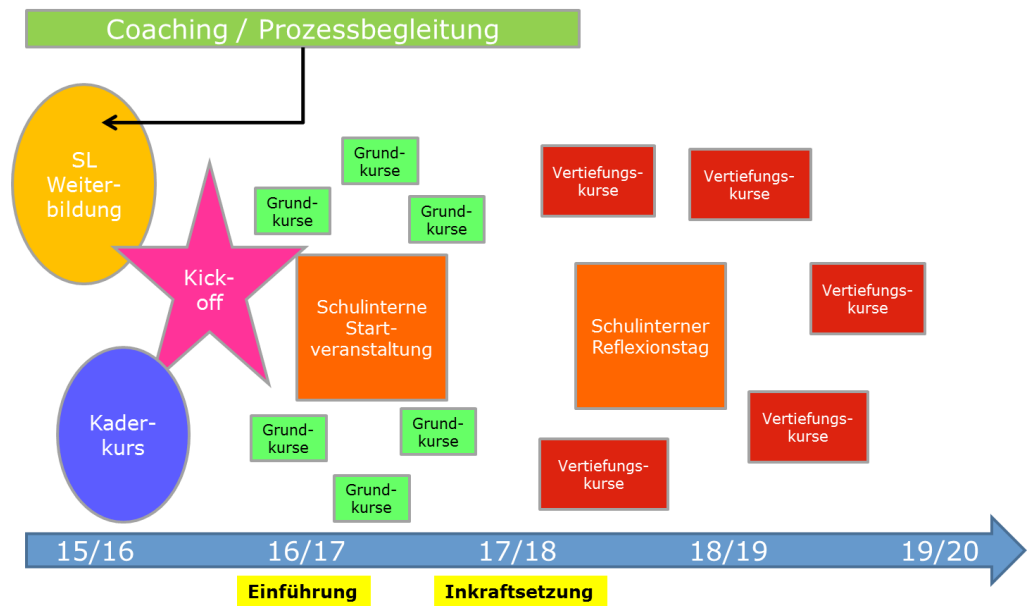 Coaching / Prozessbegleitung
SL
Weiter-
bildung
Kick-
off
Kader-
kurs
Grund-
kurse
Grund-
kurse
Grund-
kurse
Schulinterne
Start-
veranstaltung
Grund-
kurse
Grund-
kurse
Grund-
kurse
Vertiefungs-
kurse
Vertiefungs-
kurse
Schulinterner
Reflexionstag
Vertiefungs-
kurse
Vertiefungs-
kurse
Vertiefungs-
kurse
15/16 16/17 17/18 18/19 19/20
Einführung Inkraftsetzung